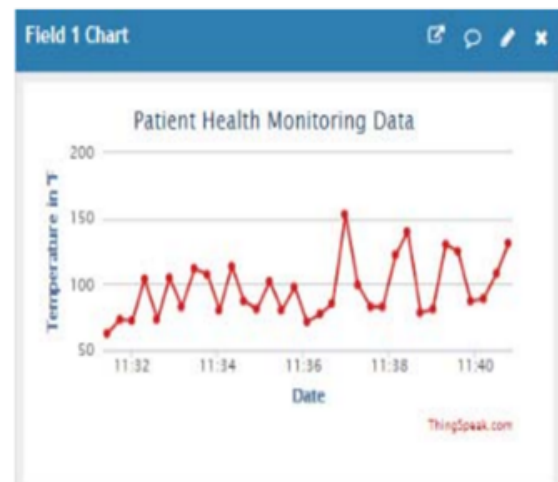 Field 1 Chart
Patient Health Monitoring Data
Temperature in °F
200
150
100
50
11:32 11:34 11:36 11:38 11:40
Date
ThingSpeak.com